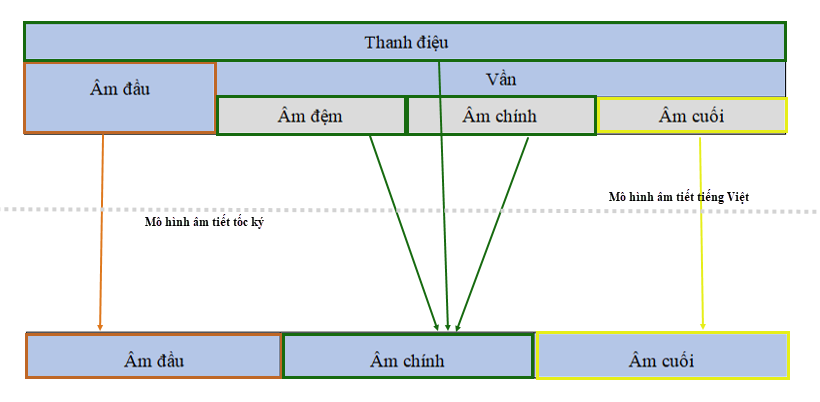 Thanh điệu
Âm đầu
Vần
Âm đệm
Âm chính
Âm cuối
Mô hình âm tiết tiếng Việt
Mô hình âm tiết tốc ký
Âm đầu
Âm chính
Âm cuối